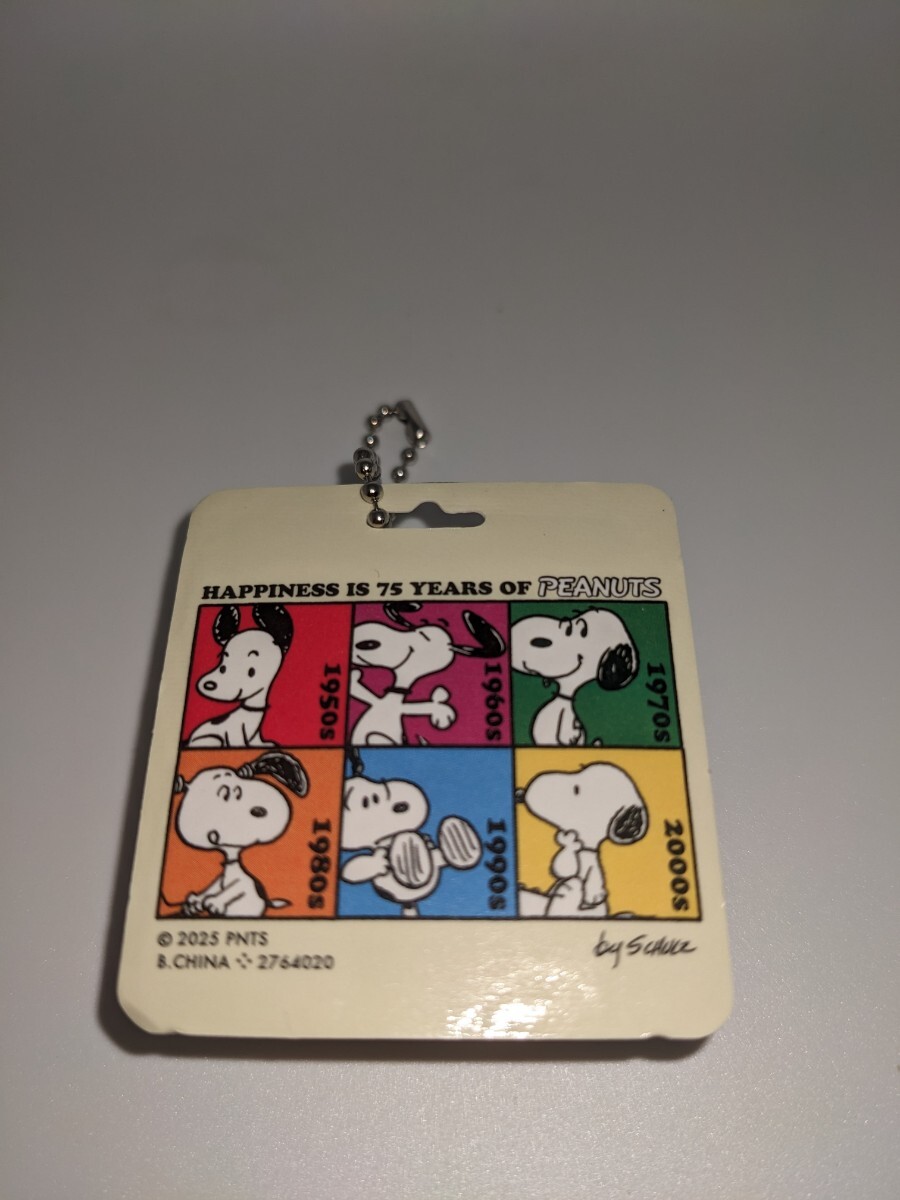 HAPPINESS IS 75 YEARS OF PEANUTS
1950s
1960s
1970s
1980s
1990s
2000s
© 2025 PNTS
B.CHINA 2764020
by SCHULZ